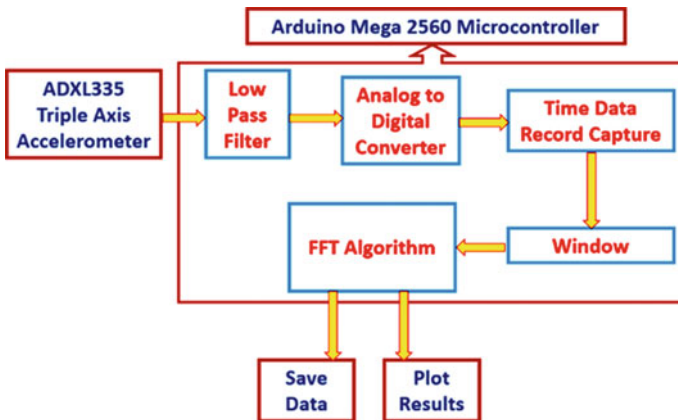 Arduino Mega 2560 Microcontroller
ADXL335
Triple Axis
Accelerometer
Low
Pass
Filter
Analog to
Digital
Converter
Time Data
Record Capture
FFT Algorithm
Window
Save
Data
Plot
Results